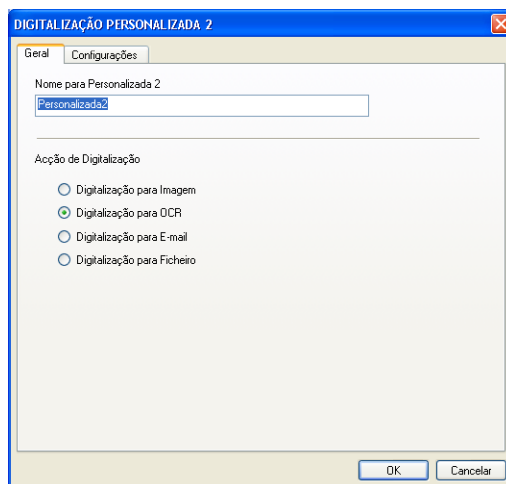 DIGITALIZAÇÃO PERSONALIZADA 2
Geral Configurações
Nome para Personalizada 2
Personalizada2
Acção de Digitalização
Digitalização para Imagem
Digitalização para OCR
Digitalização para E-mail
Digitalização para Ficheiro
OK Cancelar